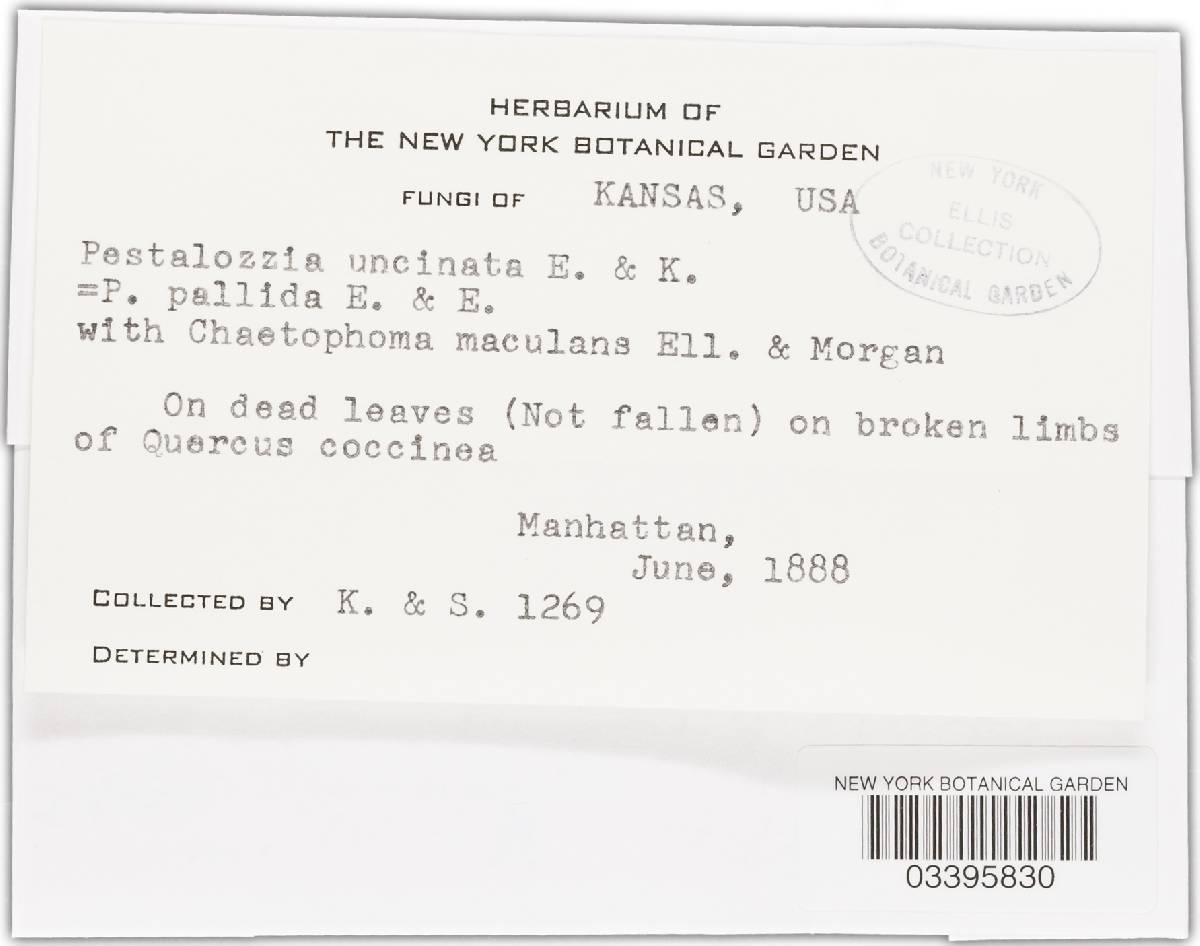 HERBARIUM OF
THE NEW YORK BOTANICAL GARDEN
FUNGI OF KANSAS, USA
NEW YORK
ELLIS
COLLECTION
BOTANICAL GARDEN
Pestalozzia uncinata E. & K.
=P. pallida E. & E.
with Chaetophoma maculans Ell. & Morgan
On dead leaves (Not fallen) on broken limbs
of Quercus coccinea
Manhattan,
June, 1888
COLLECTED BY K. & S. 1269
DETERMINED BY
NEW YORK BOTANICAL GARDEN
03395830